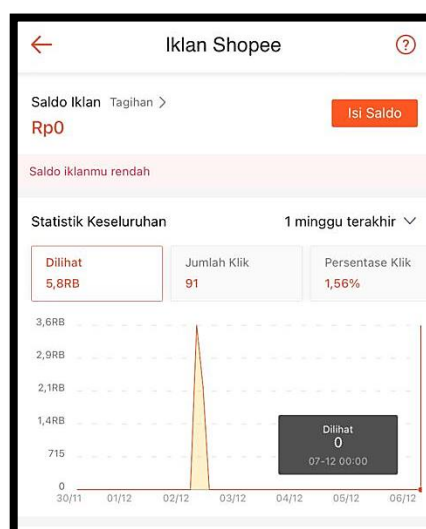 Iklan Shopee
?
Saldo Iklan Tagihan >
Rp0
Isi Saldo
Saldo iklanmu rendah
Statistik Keseluruhan
1 minggu terakhir
Dilihat
5,8RB
Jumlah Klik
91
Persentase Klik
1,56%
3,6RB
2,9RB
2,1RB
1,4RB
715
0
Dilihat
0
07-12 00:00
30/11 01/12 02/12 03/12 04/12 05/12 06/12